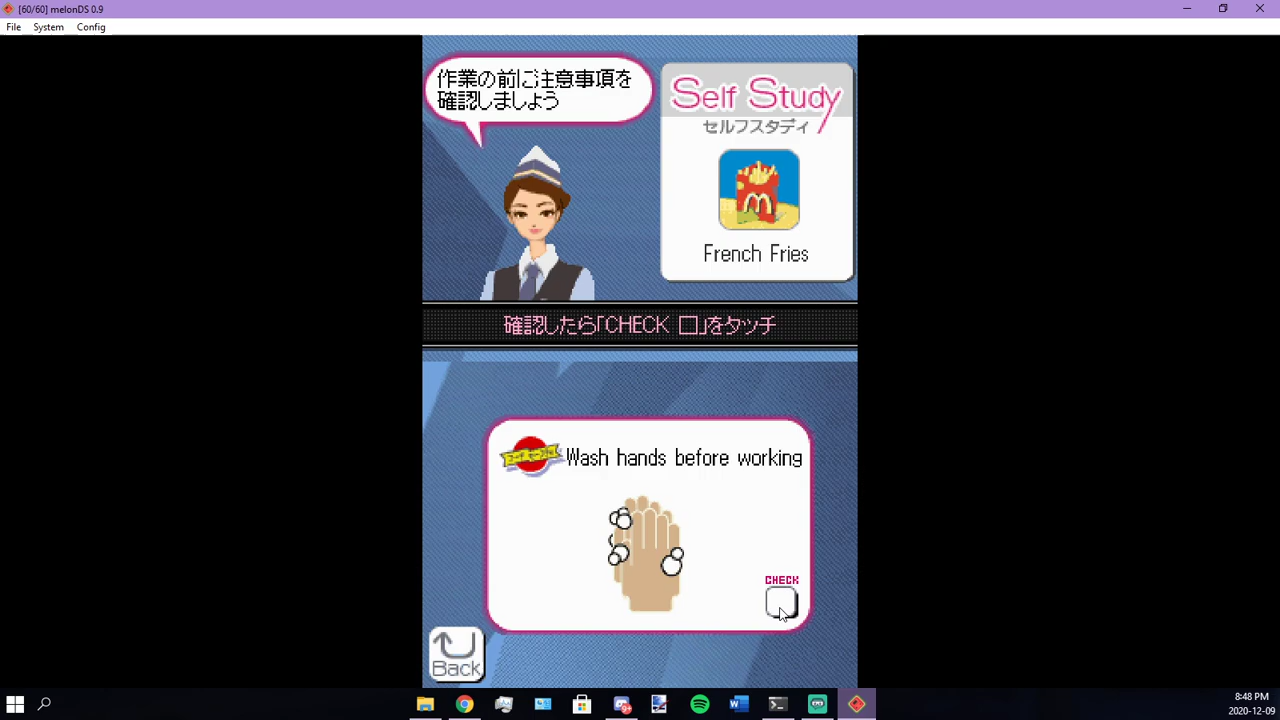 [60/60] melonDS 0.9
File System Config
作業の前に注意事項を
確認しましょう
Self Study
セルフスタディ
French Fries
確認したら「CHECK □」をタッチ
Wash hands before working
CHECK
Back
8:48 PM
2020-12-09